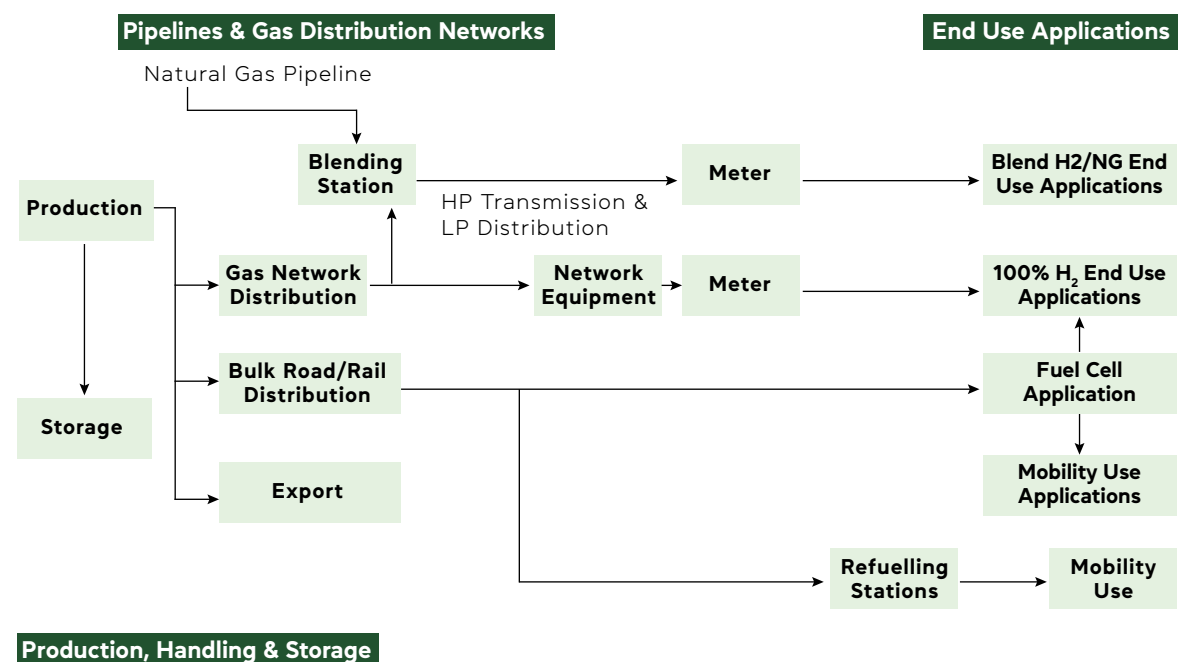 Pipelines & Gas Distribution Networks
End Use Applications
Natural Gas Pipeline
Blending
Station
Meter
Blend H2/NG End
Use Applications
Production
HP Transmission &
LP Distribution
Gas Network
Distribution
Network
Equipment
Meter
100% H₂ End Use
Applications
Bulk Road/Rail
Distribution
Fuel Cell
Application
Storage
Export
Mobility Use
Applications
Refuelling
Stations
Mobility
Use
Production, Handling & Storage